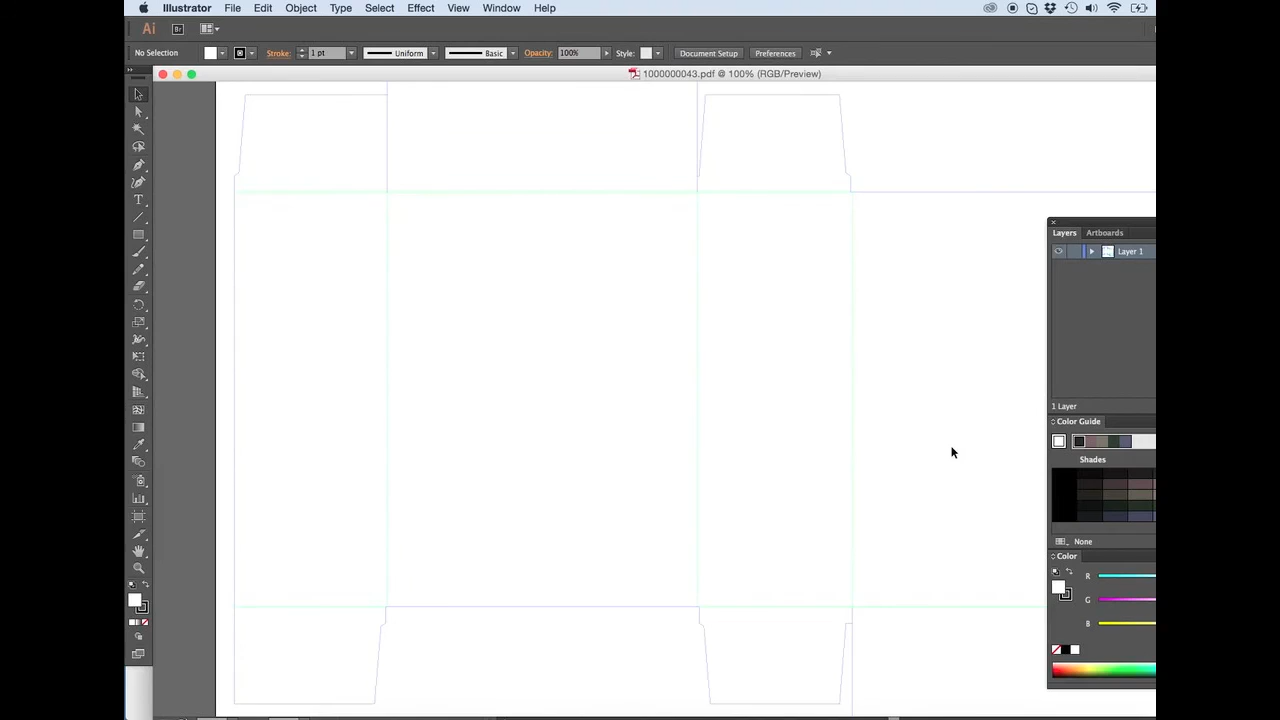 Illustrator File Edit Object Type Select Effect View Window Help
Ai Br
No Selection Stroke: 1 pt Uniform Basic Opacity: 100% Style: Document Setup Preferences
1000000043.pdf @ 100% (RGB/Preview)
Layers Artboards
Layer 1
1 Layer
Color Guide
Shades
None
Color
R
G
B